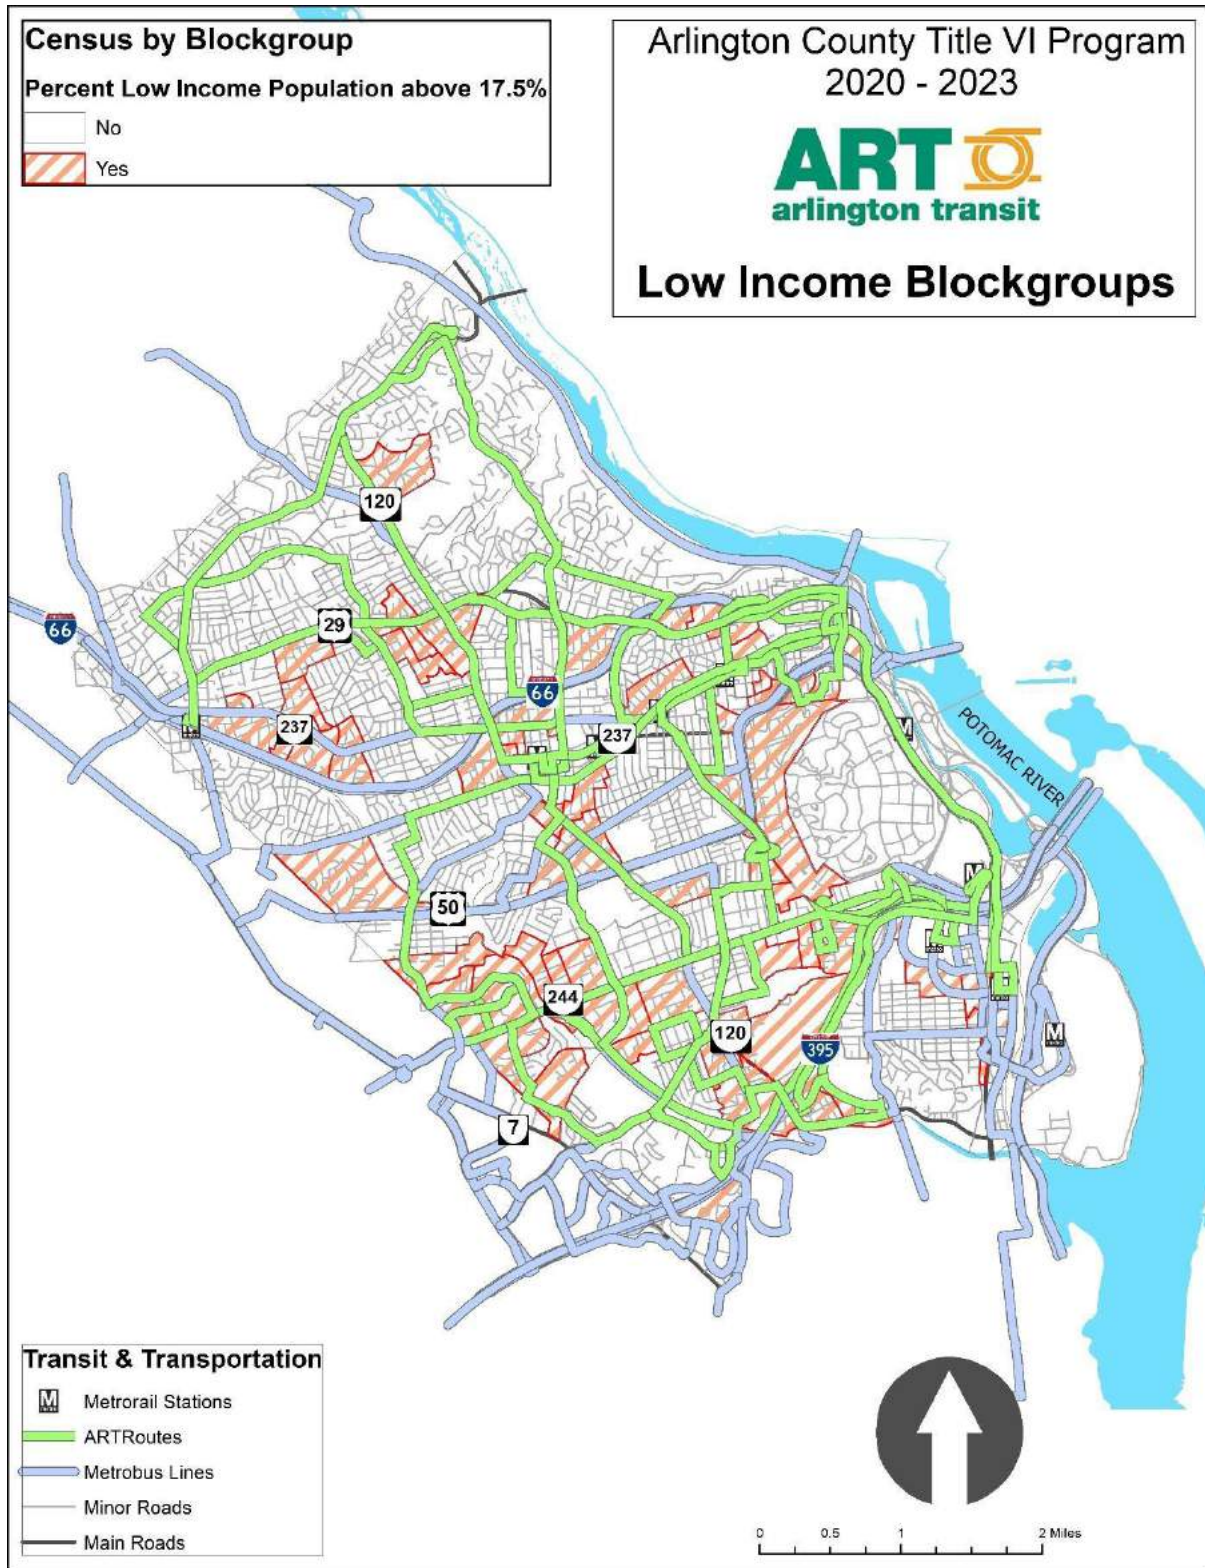 Census by Blockgroup
Percent Low Income Population above 17.5%
No
Yes
Arlington County Title VI Program
2020 - 2023
ART
arlington transit
Low Income Blockgroups
120
66
29
66
237
237
POTOMAC RIVER
M
50
M
244
120
395
M
7
Transit & Transportation
M
Metrorail Stations
ARTRoutes
Metrobus Lines
Minor Roads
Main Roads
0 0.5 1 2 Miles